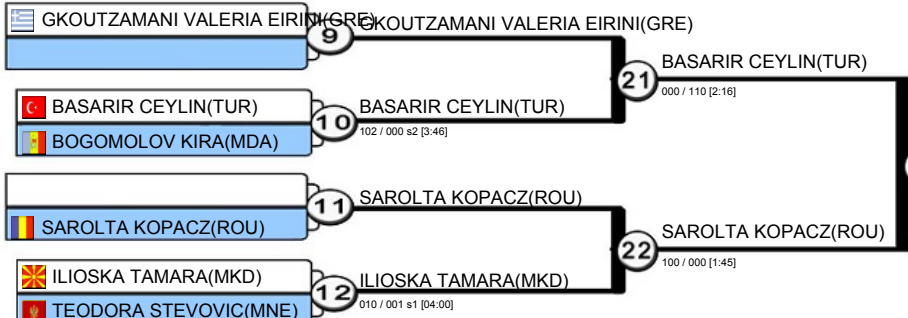 GKOUTZAMANI VALERIA EIRINI(GRE)
9
GKOUTZAMANI VALERIA EIRINI(GRE)
BASARIR CEYLIN(TUR)
21
000 / 110 [2:16]
BASARIR CEYLIN(TUR)
BOGOMOLOV KIRA(MDA)
10
BASARIR CEYLIN(TUR)
102 / 000 s2 [3:46]
SAROLTA KOPACZ(ROU)
11
SAROLTA KOPACZ(ROU)
SAROLTA KOPACZ(ROU)
22
100 / 000 [1:45]
ILIOSKA TAMARA(MKD)
TEODORA STEVOVIC(MNE)
12
ILIOSKA TAMARA(MKD)
010 / 001 s1 [04:00]